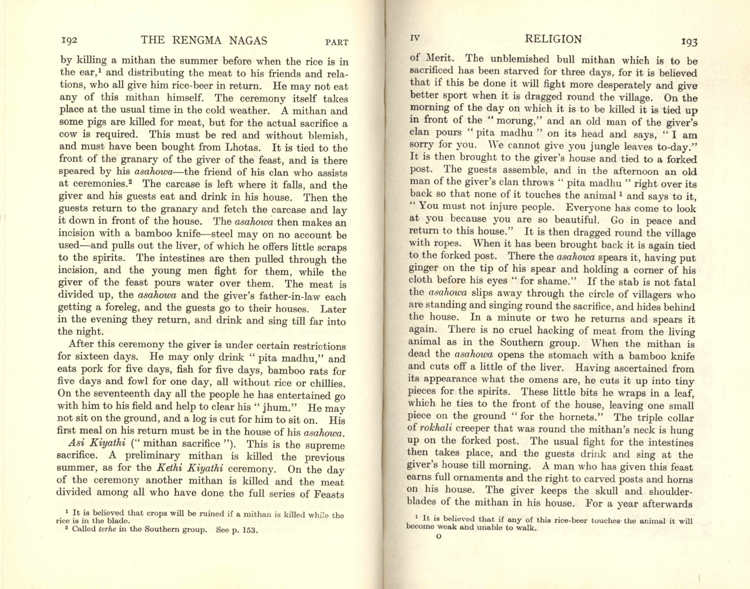 192 THE RENGMA NAGAS PART
by killing a mithan the summer before when the rice is in
the ear,¹ and distributing the meat to his friends and rela-
tions, who all give him rice-beer in return. He may not eat
any of this mithan himself. The ceremony itself takes
place at the usual time in the cold weather. A mithan and
some pigs are killed for meat, but for the actual sacrifice a
cow is required. This must be red and without blemish,
and must have been bought from Lhotas. It is tied to the
front of the granary of the giver of the feast, and is there
speared by his asahowa—the friend of his clan who assists
at ceremonies.² The carcase is left where it falls, and the
giver and his guests eat and drink in his house. Then the
guests return to the granary and fetch the carcase and lay
it down in front of the house. The asahowa then makes an
incision with a bamboo knife—steel may on no account be
used—and pulls out the liver, of which he offers little scraps
to the spirits. The intestines are then pulled through the
incision, and the young men fight for them, while the
giver of the feast pours water over them. The meat is
divided up, the asahowa and the giver's father-in-law each
getting a foreleg, and the guests go to their houses. Later
in the evening they return, and drink and sing till far into
the night.
After this ceremony the giver is under certain restrictions
for sixteen days. He may only drink " pita madhu," and
eats pork for five days, fish for five days, bamboo rats for
five days and fowl for one day, all without rice or chillies.
On the seventeenth day all the people he has entertained go
with him to his field and help to clear his " jhum." He may
not sit on the ground, and a log is cut for him to sit on. His
first meal on his return must be in the house of his asahowa.
Asi Kiyathi (" mithan sacrifice "). This is the supreme
sacrifice. A preliminary mithan is killed the previous
summer, as for the Kethi Kiyathi ceremony. On the day
of the ceremony another mithan is killed and the meat
divided among all who have done the full series of Feasts
¹ It is believed that crops will be ruined if a mithan is killed while the
rice is in the blade.
² Called terhe in the Southern group. See p. 153.
IV RELIGION 193
of Merit. The unblemished bull mithan which is to be
sacrificed has been starved for three days, for it is believed
that if this be done it will fight more desperately and give
better sport when it is dragged round the village. On the
morning of the day on which it is to be killed it is tied up
in front of the " morung," and an old man of the giver's
clan pours " pita madhu " on its head and says, " I am
sorry for you. We cannot give you jungle leaves to-day."
It is then brought to the giver's house and tied to a forked
post. The guests assemble, and in the afternoon an old
man of the giver's clan throws " pita madhu " right over its
back so that none of it touches the animal ¹ and says to it,
" You must not injure people. Everyone has come to look
at you because you are so beautiful. Go in peace and
return to this house." It is then dragged round the village
with ropes. When it has been brought back it is again tied
to the forked post. There the asahowa spears it, having put
ginger on the tip of his spear and holding a corner of his
cloth before his eyes " for shame." If the stab is not fatal
the asahowa slips away through the circle of villagers who
are standing and singing round the sacrifice, and hides behind
the house. In a minute or two he returns and spears it
again. There is no cruel hacking of meat from the living
animal as in the Southern group. When the mithan is
dead the asahowa opens the stomach with a bamboo knife
and cuts off a little of the liver. Having ascertained from
its appearance what the omens are, he cuts it up into tiny
pieces for the spirits. These little bits he wraps in a leaf,
which he ties to the front of the house, leaving one small
piece on the ground " for the hornets." The triple collar
of rokhali creeper that was round the mithan's neck is hung
up on the forked post. The usual fight for the intestines
then takes place, and the guests drink and sing at the
giver's house till morning. A man who has given this feast
earns full ornaments and the right to carved posts and horns
on his house. The giver keeps the skull and shoulder-
blades of the mithan in his house. For a year afterwards
¹ It is believed that if any of this rice-beer touches the animal it will
become weak and unable to walk.
O